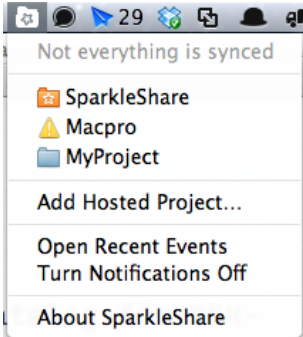 29
Not everything is synced
SparkleShare
Macpro
MyProject
Add Hosted Project...
Open Recent Events
Turn Notifications Off
About SparkleShare